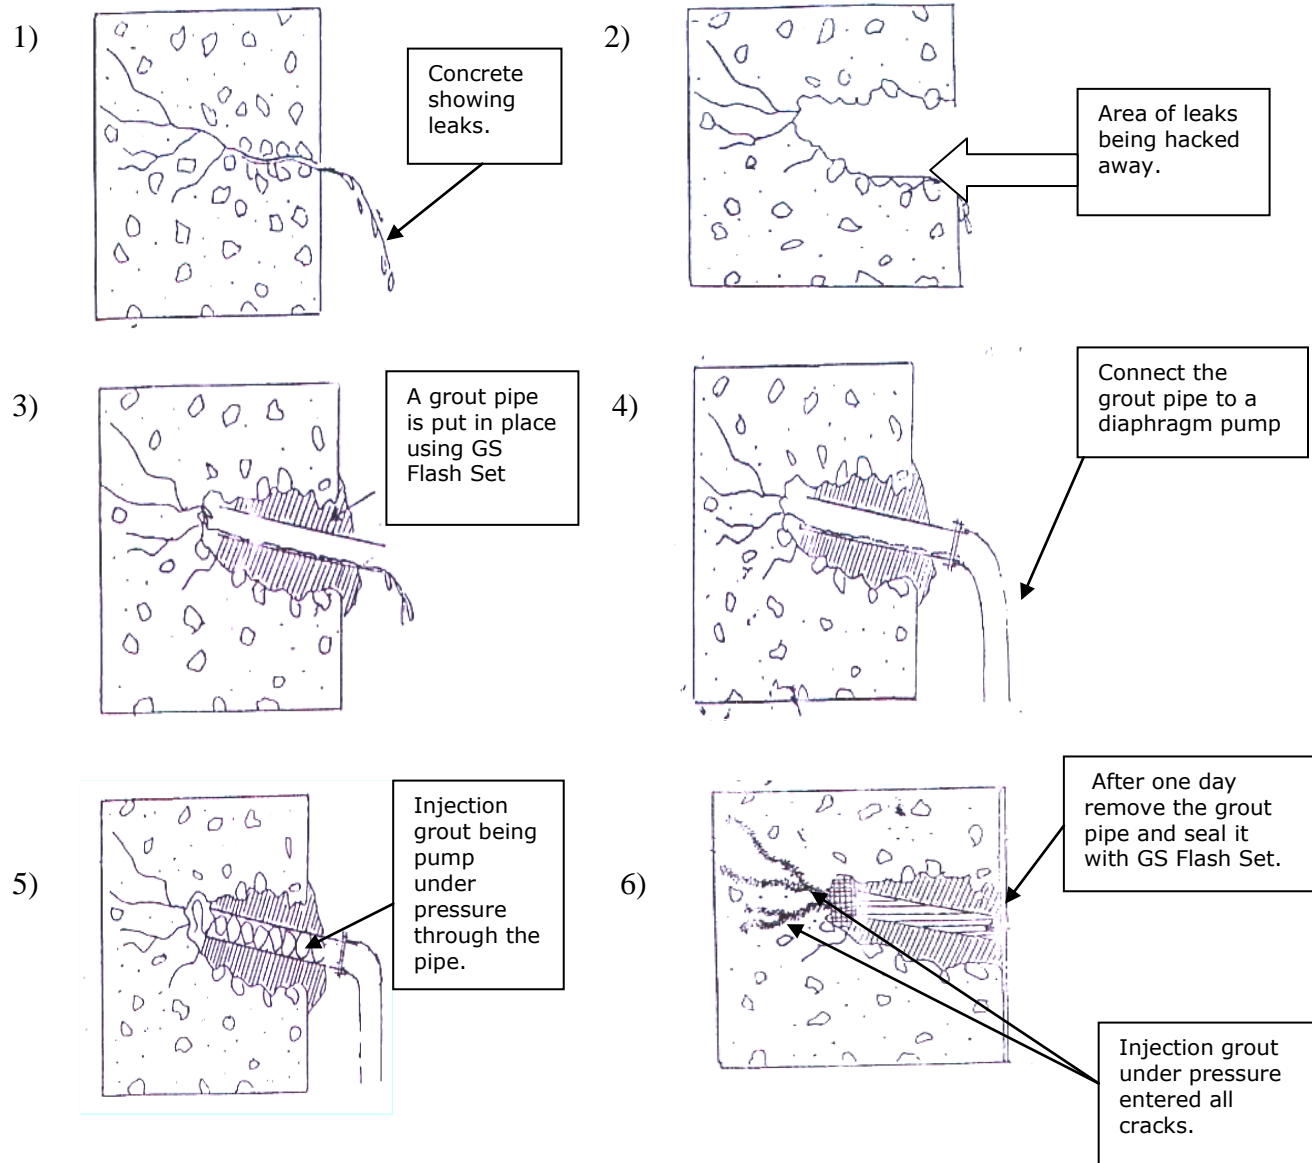 1)
Concrete
showing
leaks.
2)
Area of leaks
being hacked
away.
3)
A grout pipe
is put in place
using GS
Flash Set
4)
Connect the
grout pipe to a
diaphragm pump
5)
Injection
grout being
pump
under
pressure
through the
pipe.
6)
After one day
remove the grout
pipe and seal it
with GS Flash Set.
Injection grout
under pressure
entered all
cracks.